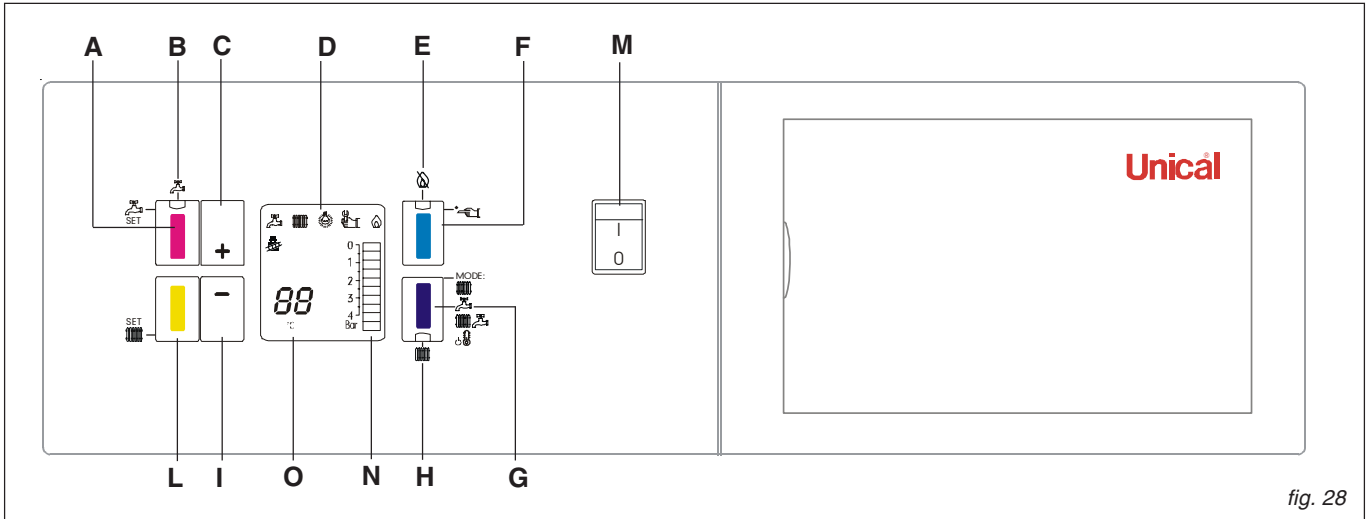 A B C D E F M
Unical®
SET
+
0
1
2
3
4
Bar
88
°C
MODE:
I
0
SET
-
L I O N H G
fig. 28